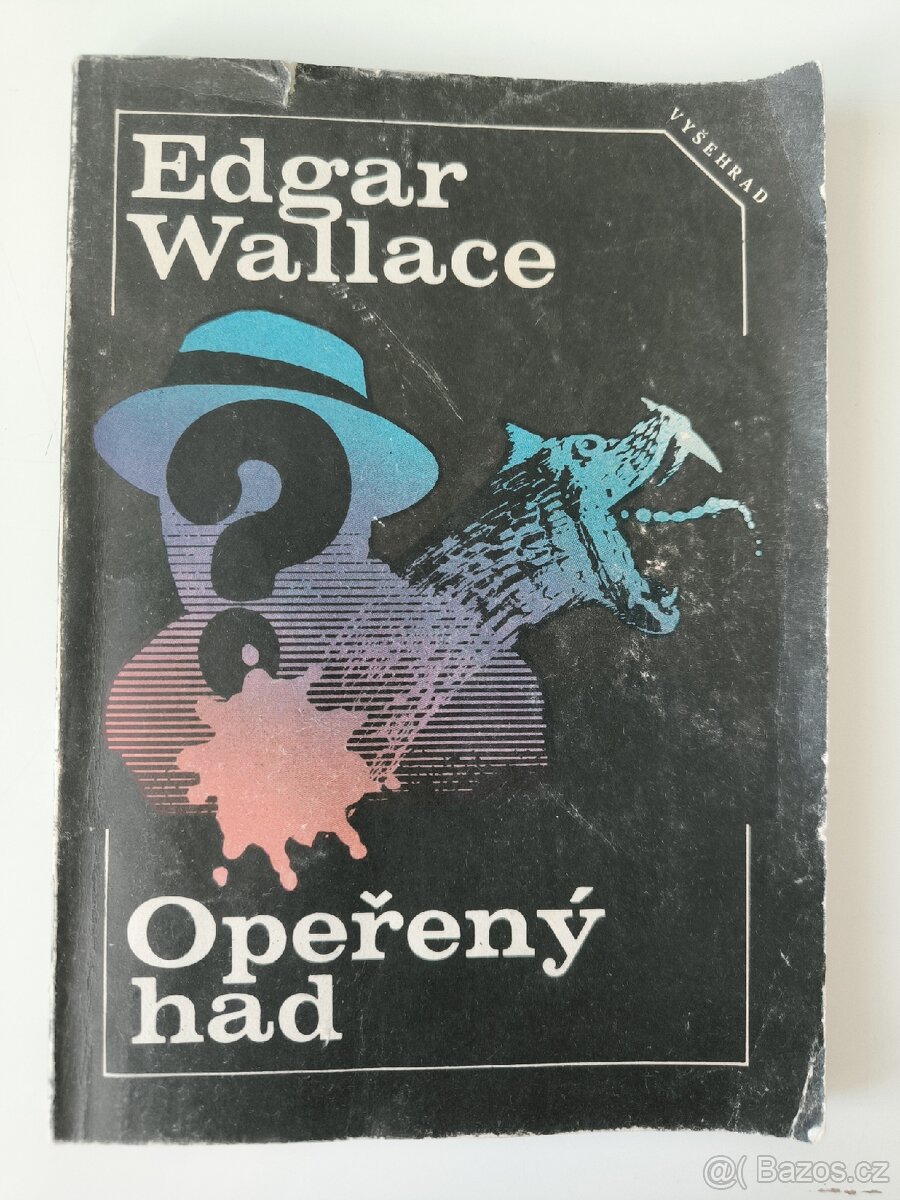 VYŠEHRAD
Edgar
Wallace
?
Opeřený
had
@( Bazos.cz